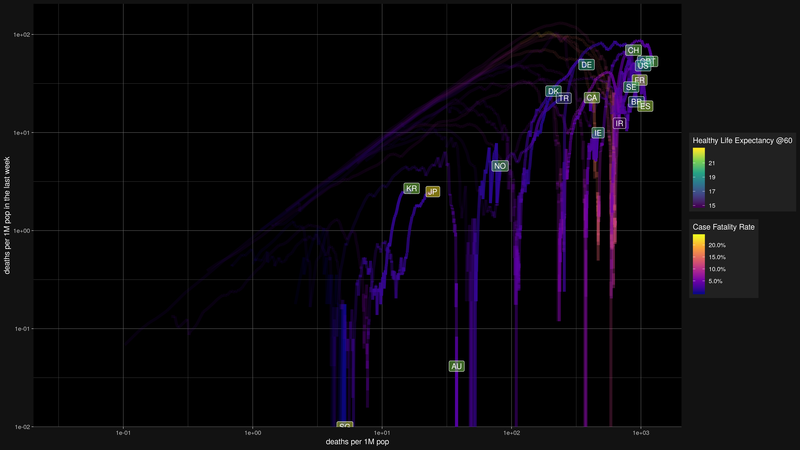 1e+02
1e+01
1e+00
1e-01
1e-02
deaths per 1M pop in the last week
CH
US
DE
FR
SE
DK
TR
CA
ES
IR
IE
NO
KR
JP
AU
SG
1e-01
1e+00
1e+01
1e+02
1e+03
deaths per 1M pop
Healthy Life Expectancy @60
21
19
17
15
Case Fatality Rate
20.0%
15.0%
10.0%
5.0%